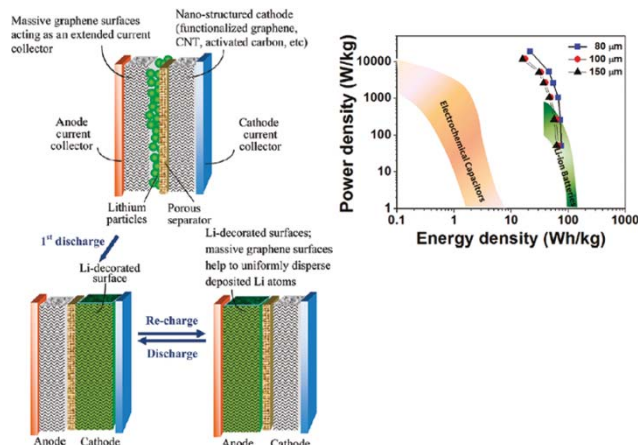 Massive graphene surfaces
acting as an extended current
collector
Nano-structured cathode
(functionalized graphene,
CNT, activated carbon, etc)
Anode
current
collector
Cathode
current
collector
Lithium
particles
Porous
separator
1st discharge
Li-decorated
surface
Li-decorated surfaces;
massive graphene surfaces
help to uniformly disperse
deposited Li atoms
Re-charge
Discharge
Anode Cathode
Anode Cathode
Power density (W/kg)
10000
1000
100
10
1
0.1 1 10 100 1000
Energy density (Wh/kg)
80 μm
100 μm
150 μm
Electrochemical Capacitors
Li-Ion Batteries